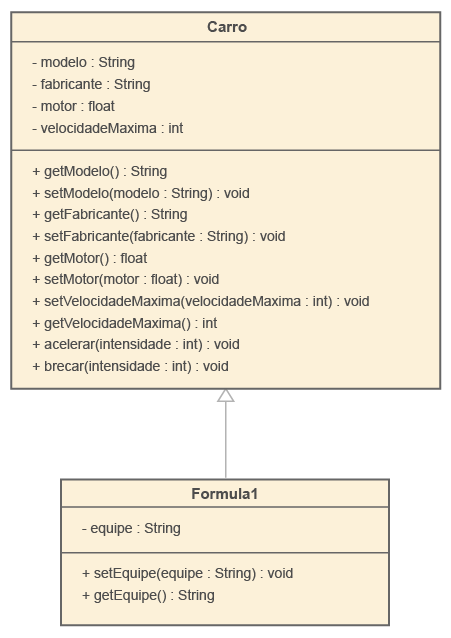 Carro
- modelo : String
- fabricante : String
- motor : float
- velocidadeMaxima : int
+ getModelo() : String
+ setModelo(modelo : String) : void
+ getFabricante() : String
+ setFabricante(fabricante : String) : void
+ getMotor() : float
+ setMotor(motor : float) : void
+ setVelocidadeMaxima(velocidadeMaxima : int) : void
+ getVelocidadeMaxima() : int
+ acelerar(intensidade : int) : void
+ brecar(intensidade : int) : void
Formula1
- equipe : String
+ setEquipe(equipe : String) : void
+ getEquipe() : String